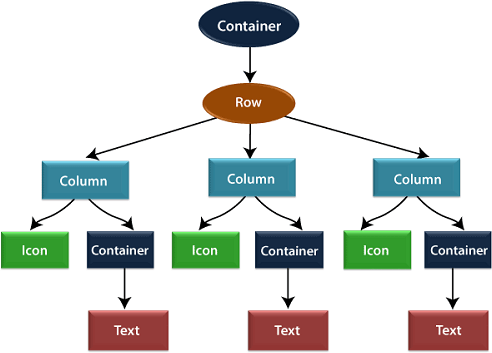 Container
Row
Column
Column
Column
Icon
Container
Icon
Container
Icon
Container
Text
Text
Text